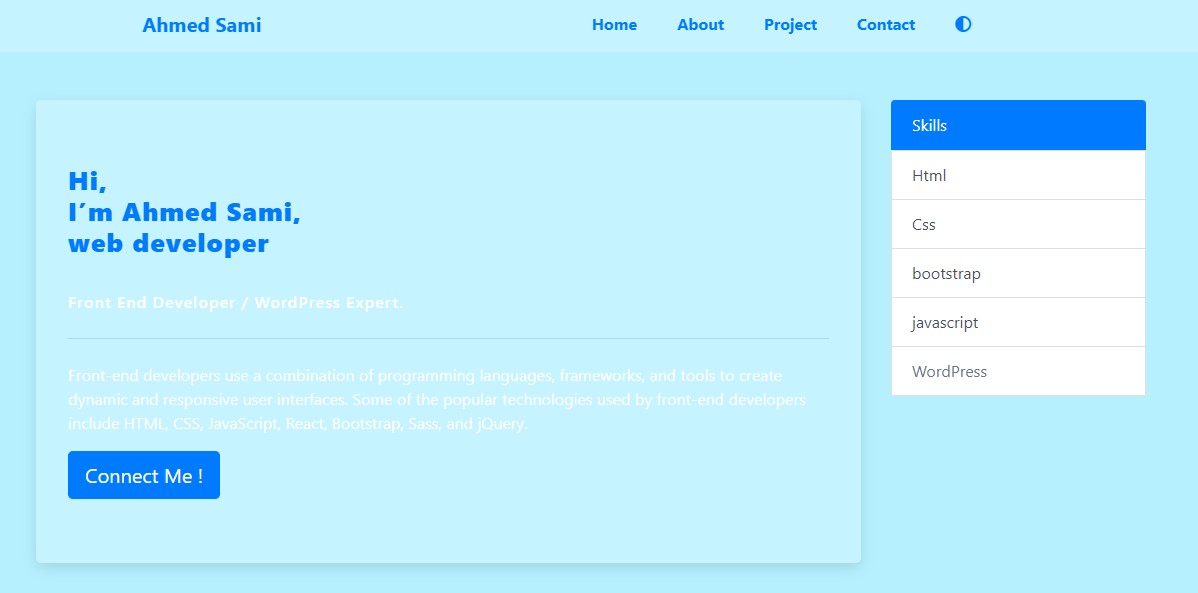 Ahmed Sami
Home
About
Project
Contact
Hi,
I´m Ahmed Sami,
web developer
Front End Developer / WordPress Expert.
Front-end developers use a combination of programming languages, frameworks, and tools to create
dynamic and responsive user interfaces. Some of the popular technologies used by front-end developers
include HTML, CSS, JavaScript, React, Bootstrap, Sass, and jQuery.
Connect Me !
Skills
Html
Css
bootstrap
javascript
WordPress